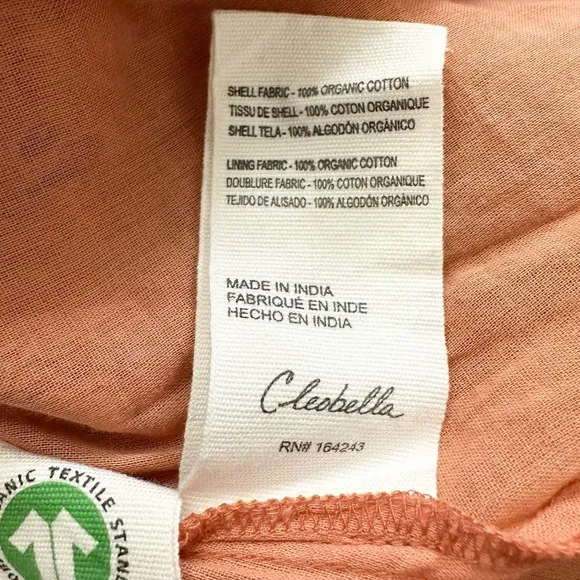 SHELL FABRIC - 100% ORGANIC COTTON
TISSU DE SHELL - 100% COTON ORGANIQUE
SHELL TELA - 100% ALGODÓN ORGÁNICO
LINING FABRIC - 100% ORGANIC COTTON
DOUBLURE FABRIC - 100% COTON ORGANIQUE
TEJIDO DE ALISADO - 100% ALGODÓN ORGÁNICO
MADE IN INDIA
FABRIQUÉ EN INDE
HECHO EN INDIA
Cleobella
RN# 164243
ANIC TEXTILE STAN